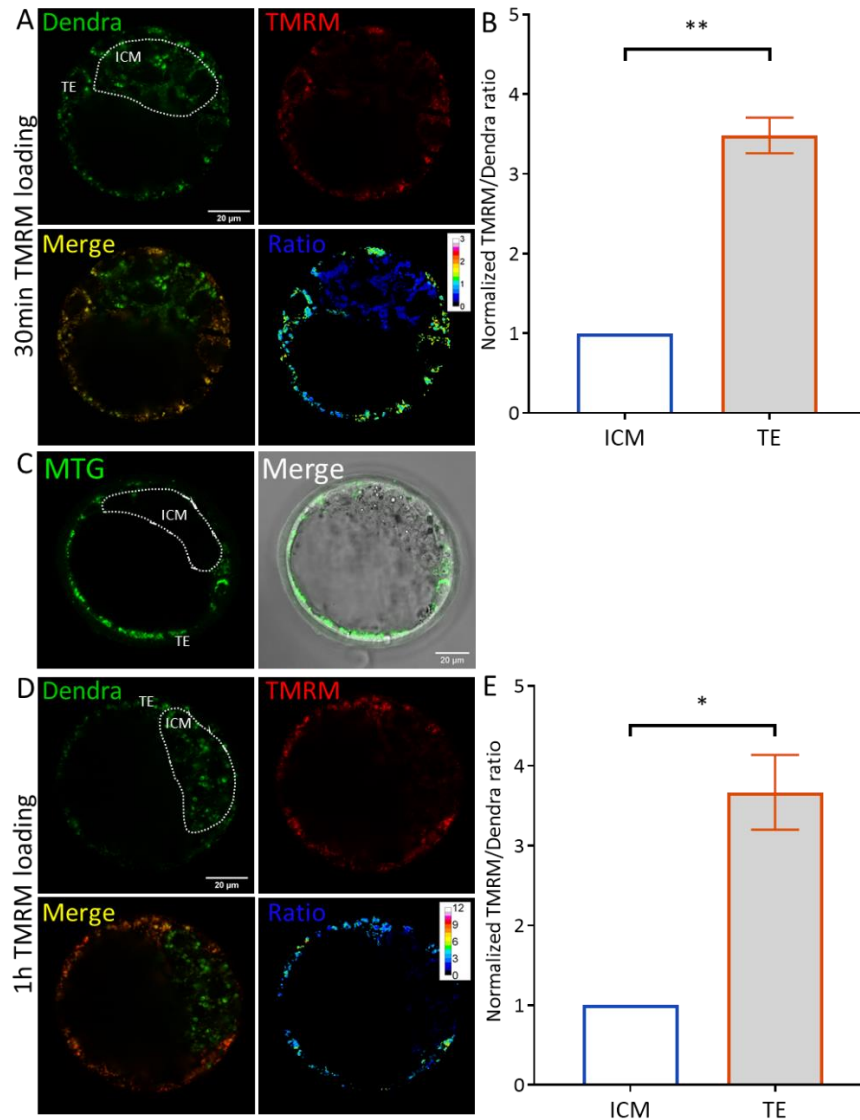 A
30min TMRM loading
Dendra
ICM
TE
20 µm
TMRM
Merge
Ratio
3
2
1
0
B
Normalized TMRM/Dendra ratio
5
4
3
2
1
0
**
ICM
TE
C
MTG
ICM
TE
Merge
20 µm
D
1h TMRM loading
Dendra
TE
ICM
20 µm
TMRM
Merge
Ratio
12
9
6
3
0
E
Normalized TMRM/Dendra ratio
5
4
3
2
1
0
*
ICM
TE